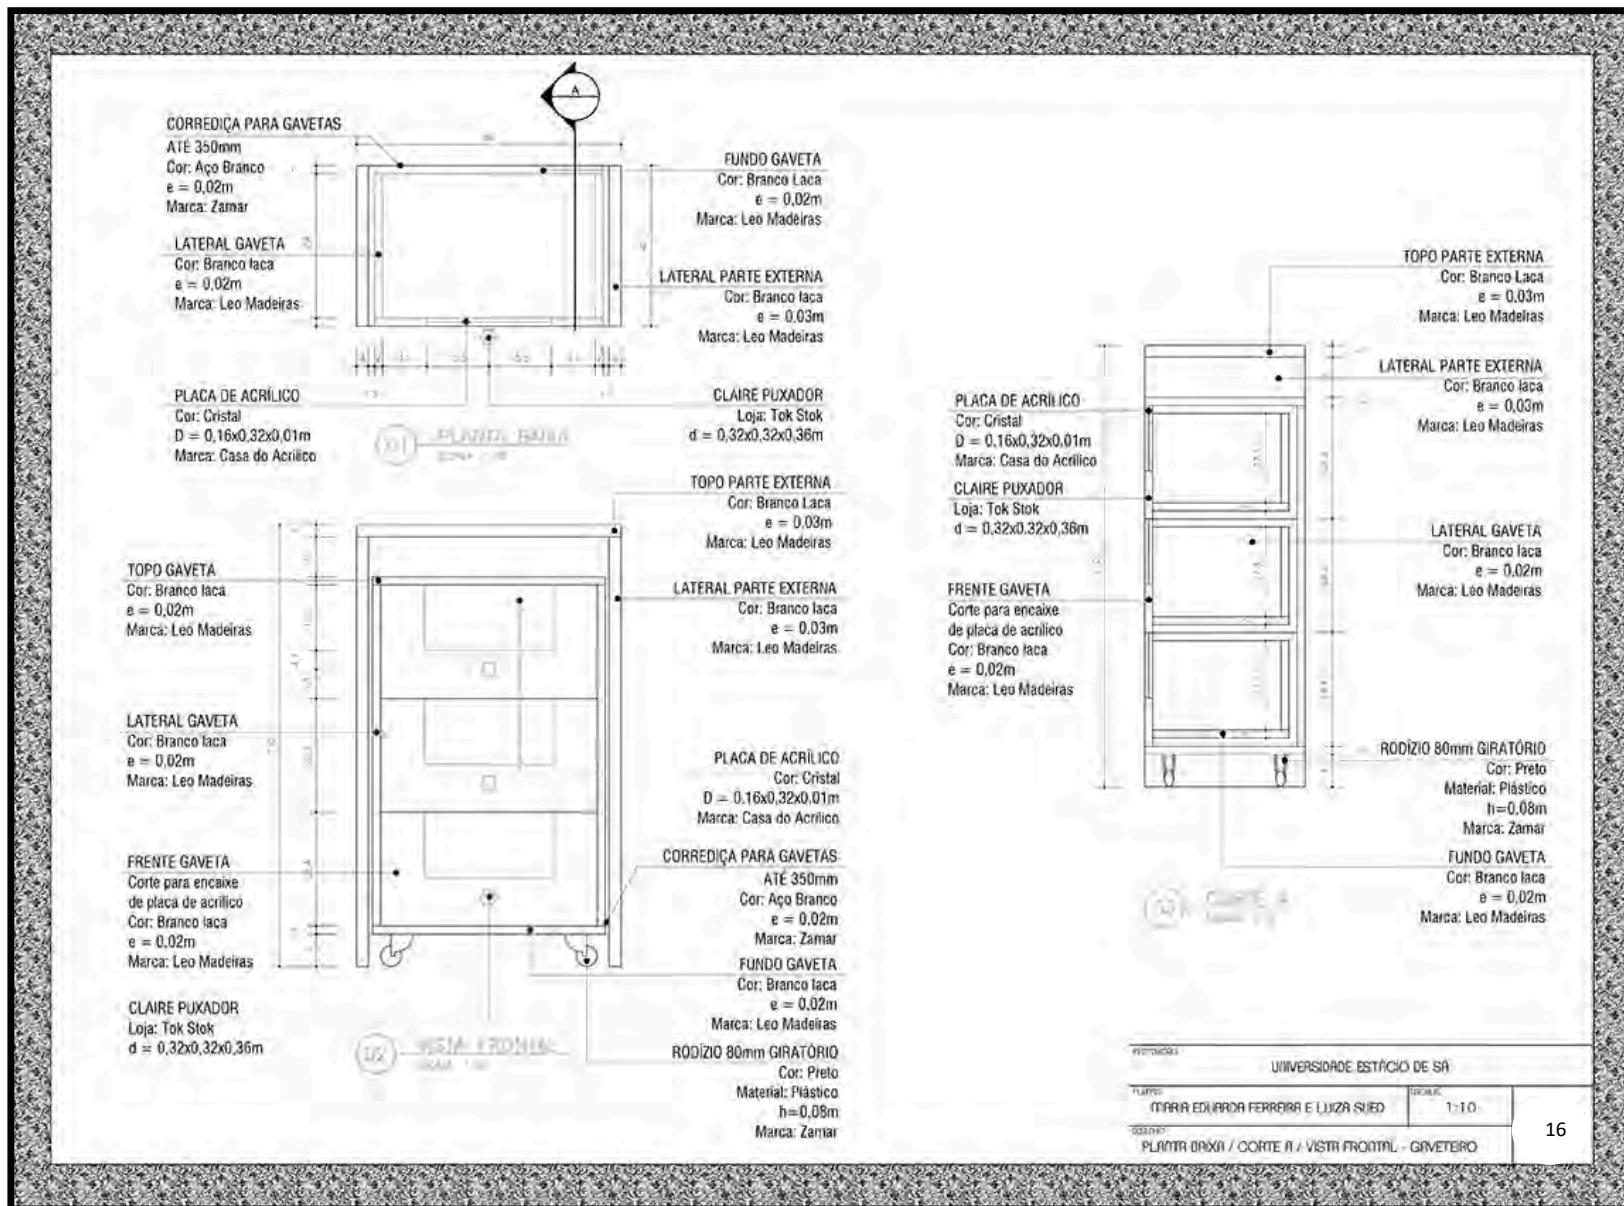 A
CORREDIÇA PARA GAVETAS
ATÉ 350mm
Cor: Aço Branco
e = 0,02m
Marca: Zamar
LATERAL GAVETA
Cor: Branco laca
e = 0,02m
Marca: Leo Madeiras
FUNDO GAVETA
Cor: Branco Laca
e = 0,02m
Marca: Leo Madeiras
LATERAL PARTE EXTERNA
Cor: Branco laca
e = 0,03m
Marca: Leo Madeiras
PLACA DE ACRÍLICO
Cor: Cristal
D = 0,16x0,32x0,01m
Marca: Casa do Acrílico
CLAIRE PUXADOR
Loja: Tok Stok
d = 0,32x0,32x0,36m
PLANTA BAIXA
TOPO PARTE EXTERNA
Cor: Branco Laca
e = 0,03m
Marca: Leo Madeiras
TOPO GAVETA
Cor: Branco laca
e = 0,02m
Marca: Leo Madeiras
LATERAL PARTE EXTERNA
Cor: Branco laca
e = 0,03m
Marca: Leo Madeiras
LATERAL GAVETA
Cor: Branco laca
e = 0,02m
Marca: Leo Madeiras
PLACA DE ACRÍLICO
Cor: Cristal
D = 0,16x0,32x0,01m
Marca: Casa do Acrílico
FRENTE GAVETA
Corte para encaixe
de placa de acrílico
Cor: Branco laca
e = 0,02m
Marca: Leo Madeiras
CORREDIÇA PARA GAVETAS
ATÉ 350mm
Cor: Aço Branco
e = 0,02m
Marca: Zamar
FUNDO GAVETA
Cor: Branco laca
e = 0,02m
Marca: Leo Madeiras
CLAIRE PUXADOR
Loja: Tok Stok
d = 0,32x0,32x0,36m
VISTA FRONTAL
RODÍZIO 80mm GIRATÓRIO
Cor: Preto
Material: Plástico
h=0,08m
Marca: Zamar
TOPO PARTE EXTERNA
Cor: Branco Laca
e = 0,03m
Marca: Leo Madeiras
LATERAL PARTE EXTERNA
Cor: Branco laca
e = 0,03m
Marca: Leo Madeiras
PLACA DE ACRÍLICO
Cor: Cristal
D = 0,16x0,32x0,01m
Marca: Casa do Acrílico
CLAIRE PUXADOR
Loja: Tok Stok
d = 0,32x0,32x0,36m
LATERAL GAVETA
Cor: Branco laca
e = 0,02m
Marca: Leo Madeiras
FRENTE GAVETA
Corte para encaixe
de placa de acrílico
Cor: Branco laca
e = 0,02m
Marca: Leo Madeiras
RODÍZIO 80mm GIRATÓRIO
Cor: Preto
Material: Plástico
h=0,08m
Marca: Zamar
FUNDO GAVETA
Cor: Branco laca
e = 0,02m
Marca: Leo Madeiras
CORTE A
UNIVERSIDADE ESTÁCIO DE SÁ
MARIA EDUARDA FERREIRA E LUIZA SUED
1:10
PLANTA BAIXA / CORTE A / VISTA FRONTAL - GAVETEIRO
16